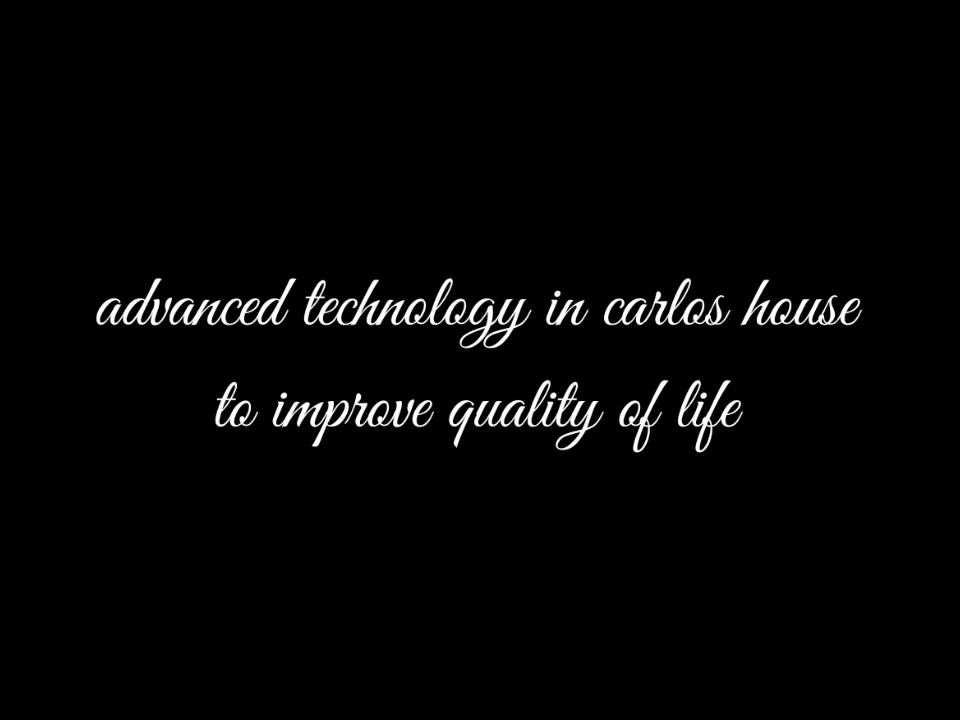 advanced technology in carlos house
to improve quality of life